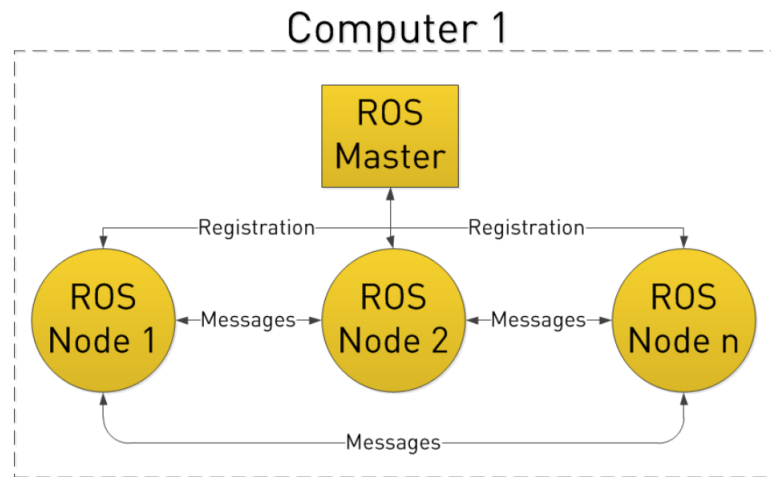 Computer 1
ROS
Master
Registration
Registration
ROS
Node 1
Messages
ROS
Node 2
Messages
ROS
Node n
Messages